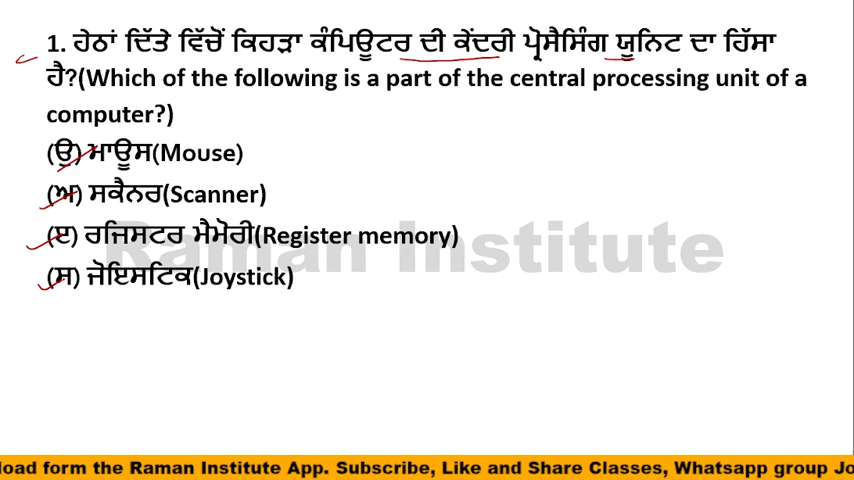 1. ਹੇਠਾਂ ਦਿੱਤੇ ਵਿੱਚੋਂ ਕਿਹੜਾ ਕੰਪਿਊਟਰ ਦੀ ਕੇਂਦਰੀ ਪ੍ਰੋਸੈਸਿੰਗ ਯੂਨਿਟ ਦਾ ਹਿੱਸਾ
ਹੈ?(Which of the following is a part of the central processing unit of a
computer?)
(ਉ) ਮਾਊਸ(Mouse)
(ਅ) ਸਕੈਨਰ(Scanner)
(ੲ) ਰਜਿਸਟਰ ਮੈਮੋਰੀ(Register memory)
(ਸ) ਜੋਇਸਟਿਕ(Joystick)
Raman Institute
load form the Raman Institute App. Subscribe, Like and Share Classes, Whatsapp group Jo